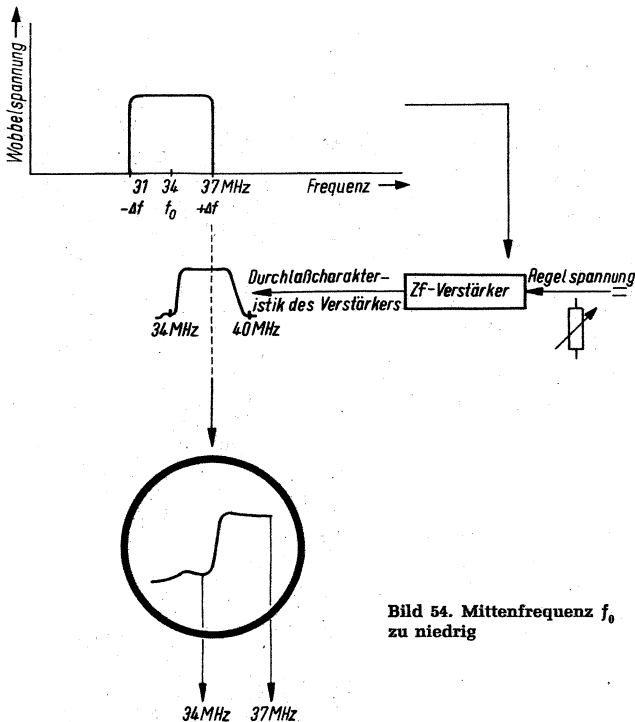 Wobbelspannung
31 34 37 MHz Frequenz
-Δf f₀ +Δf
Durchlaßcharakter-
istik des Verstärkers
Zf-Verstärker
Regelspannung
34 MHz 40 MHz
Bild 54. Mittenfrequenz f₀
zu niedrig
34 MHz 37 MHz